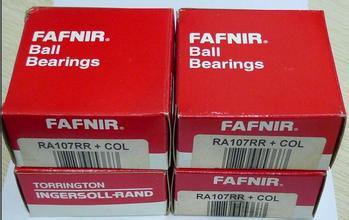 FAFNIR®
Ball
Bearings
FAFNIR®
RA107RR + COL
TORRINGTON
INGERSOLL-RAND
FAFNIR®
Ball
Bearings
FAFNIR®
RA107RR + COL
FAFNIR®
RA107RR + COL